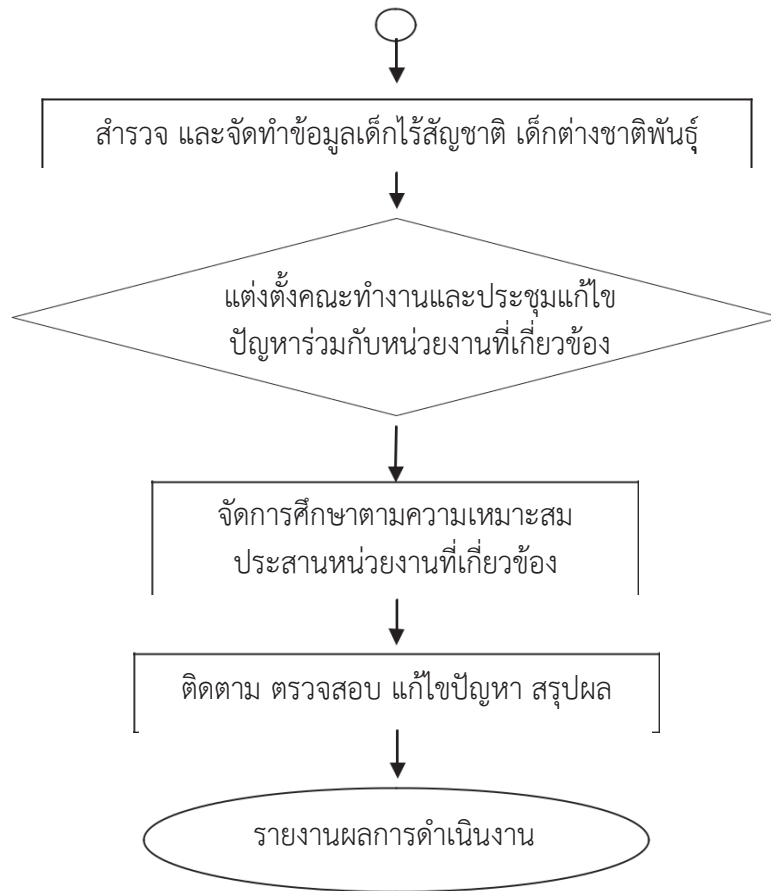 สำรวจ และจัดทำข้อมูลเด็กไร้สัญชาติ เด็กต่างชาติพันธุ์
แต่งตั้งคณะทำงานและประชุมแก้ไข
ปัญหาร่วมกับหน่วยงานที่เกี่ยวข้อง
จัดการศึกษาตามความเหมาะสม
ประสานหน่วยงานที่เกี่ยวข้อง
ติดตาม ตรวจสอบ แก้ไขปัญหา สรุปผล
รายงานผลการดำเนินงาน